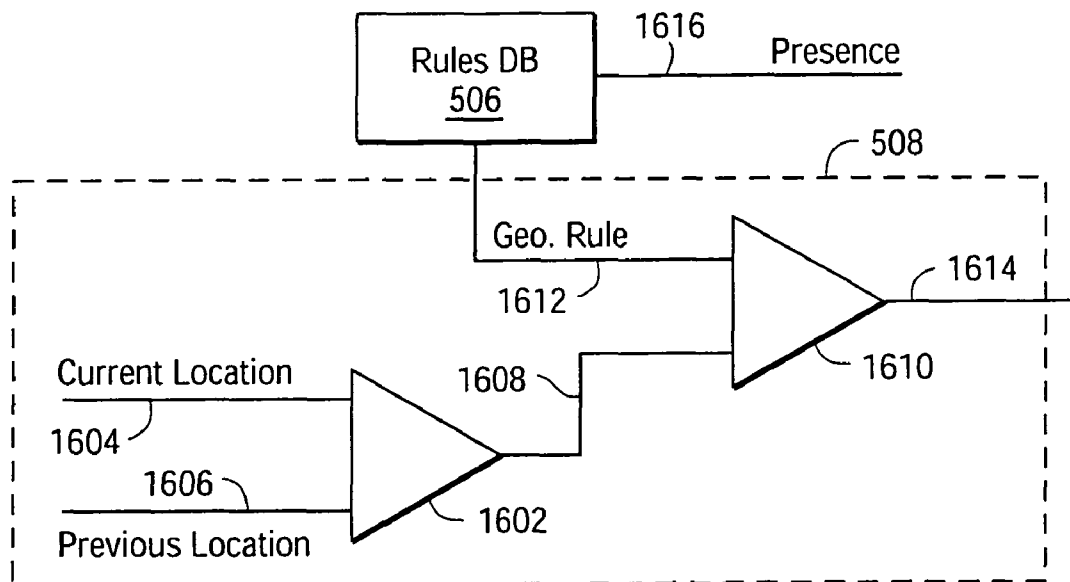 1616
Rules DB
506
Presence
508
Geo. Rule
1612
1614
1610
Current Location
1604
1608
1606
1602
Previous Location